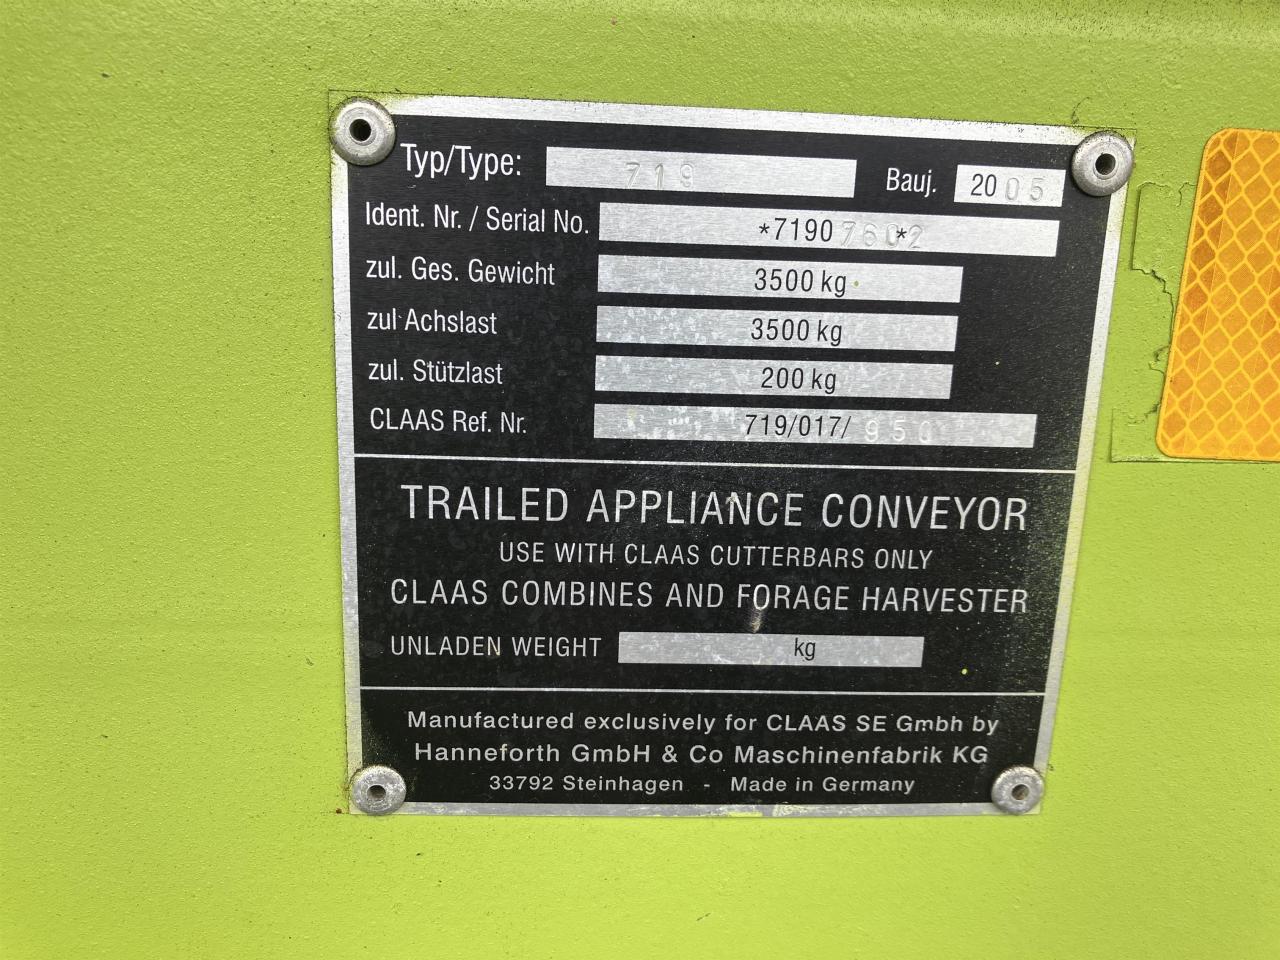 Typ/Type: 719 Bauj. 2005
Ident. Nr. / Serial No. *71907602*
zul. Ges. Gewicht 3500 kg
zul Achslast 3500 kg
zul. Stützlast 200 kg
CLAAS Ref. Nr. 719/017/950
TRAILED APPLIANCE CONVEYOR
USE WITH CLAAS CUTTERBARS ONLY
CLAAS COMBINES AND FORAGE HARVESTER
UNLADEN WEIGHT kg
Manufactured exclusively for CLAAS SE Gmbh by
Hanneforth GmbH & Co Maschinenfabrik KG
33792 Steinhagen - Made in Germany